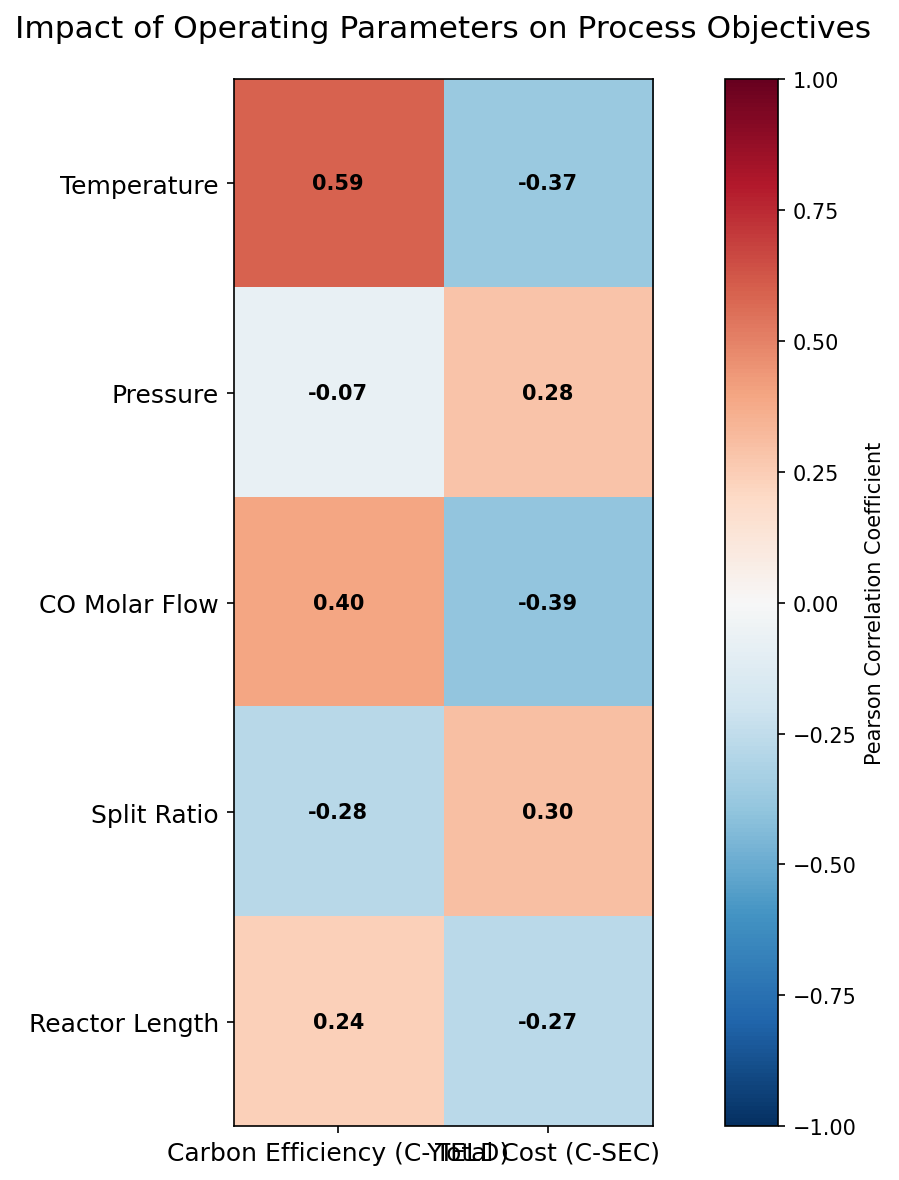 Impact of Operating Parameters on Process Objectives
Temperature
0.59
-0.37
Pressure
-0.07
0.28
CO Molar Flow
0.40
-0.39
Split Ratio
-0.28
0.30
Reactor Length
0.24
-0.27
Carbon Efficiency (C-YIELD)
Total Cost (C-SEC)
1.00
0.75
0.50
0.25
0.00
−0.25
−0.50
−0.75
−1.00
Pearson Correlation Coefficient